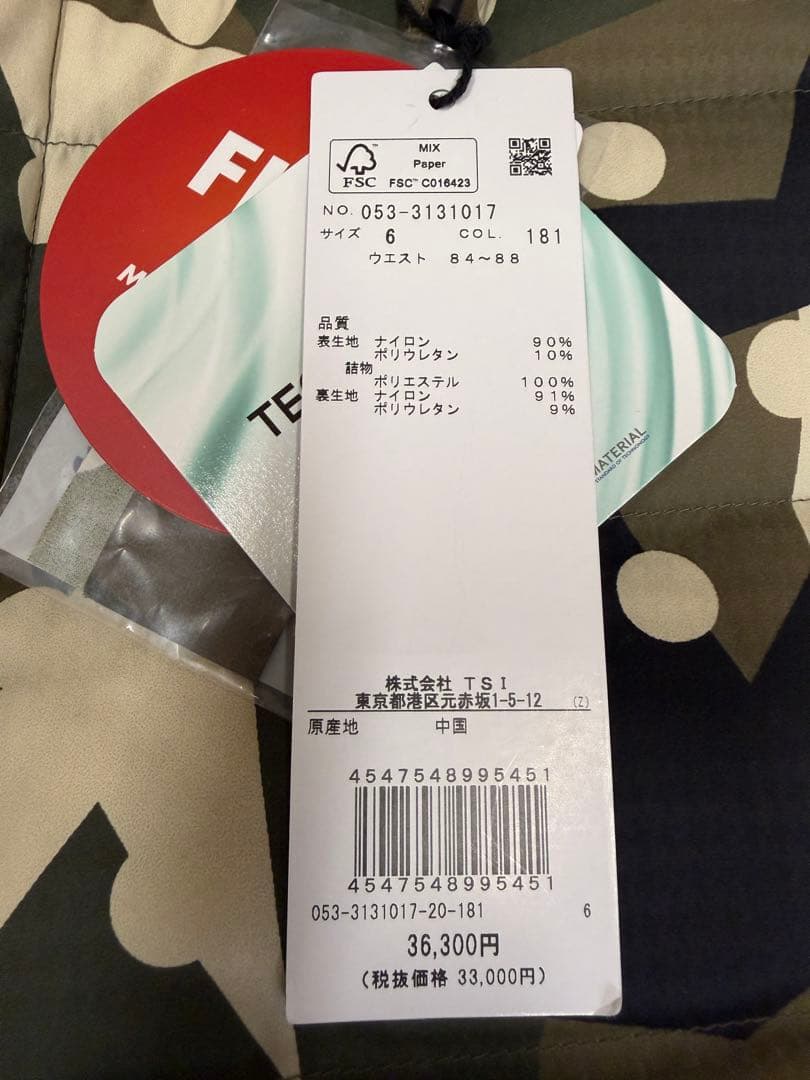 MIX
Paper
FSC™ C016423
FSC
NO. 053-3131017
サイズ 6 COL. 181
ウエスト 84～88
品質
表生地 ナイロン 90%
ポリウレタン 10%
詰物
ポリエステル 100%
裏生地 ナイロン 91%
ポリウレタン 9%
株式会社 TSI
東京都港区元赤坂1-5-12 (Z)
原産地 中国
4547548995451
4547548995451
053-3131017-20-181 6
36,300円
(税抜価格 33,000円)
MATERIAL
STANDARD OF TECHNOLOGY